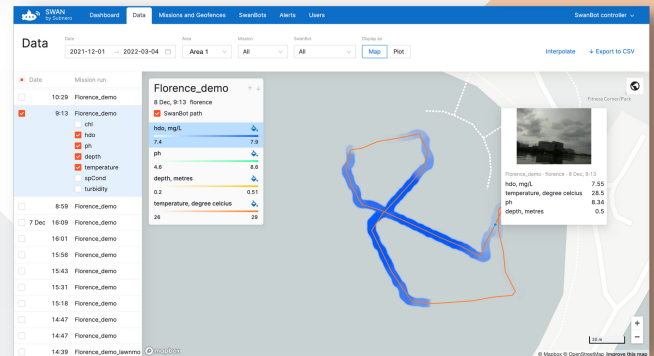 SWAN
by Subnero
Dashboard Data Missions and Geofences SwanBots Alerts Users SwanBot controller
Data
Date Area Mission SwanBot Display as
2021-12-01 → 2022-03-04 Area 1 All All Map Plot Interpolate ↓ Export to CSV
Date Mission run
10:29 Florence_demo
9:13 Florence_demo
chl
hdo
ph
depth
temperature
spCond
turbidity
8:59 Florence_demo
7 Dec 16:09 Florence_demo
16:01 Florence_demo
15:56 Florence_demo
15:43 Florence_demo
15:31 Florence_demo
15:18 Florence_demo
14:47 Florence_demo
14:47 Florence_demo
14:39 Florence_demo_lawnmo
Florence_demo ↑ ↓
8 Dec, 9:13 florence
SwanBot path
hdo, mg/L
7.4 7.9
ph
4.6 8.6
depth, metres
0.2 0.51
temperature, degree celcius
26 29
Fitness Corner/Park
Florence_demo - florence - 8 Dec, 9:13
hdo, mg/L 7.55
temperature, degree celcius 28.5
ph 8.34
depth, metres 0.5
+
−
20 m
mapbox
© Mapbox © OpenStreetMap Improve this map